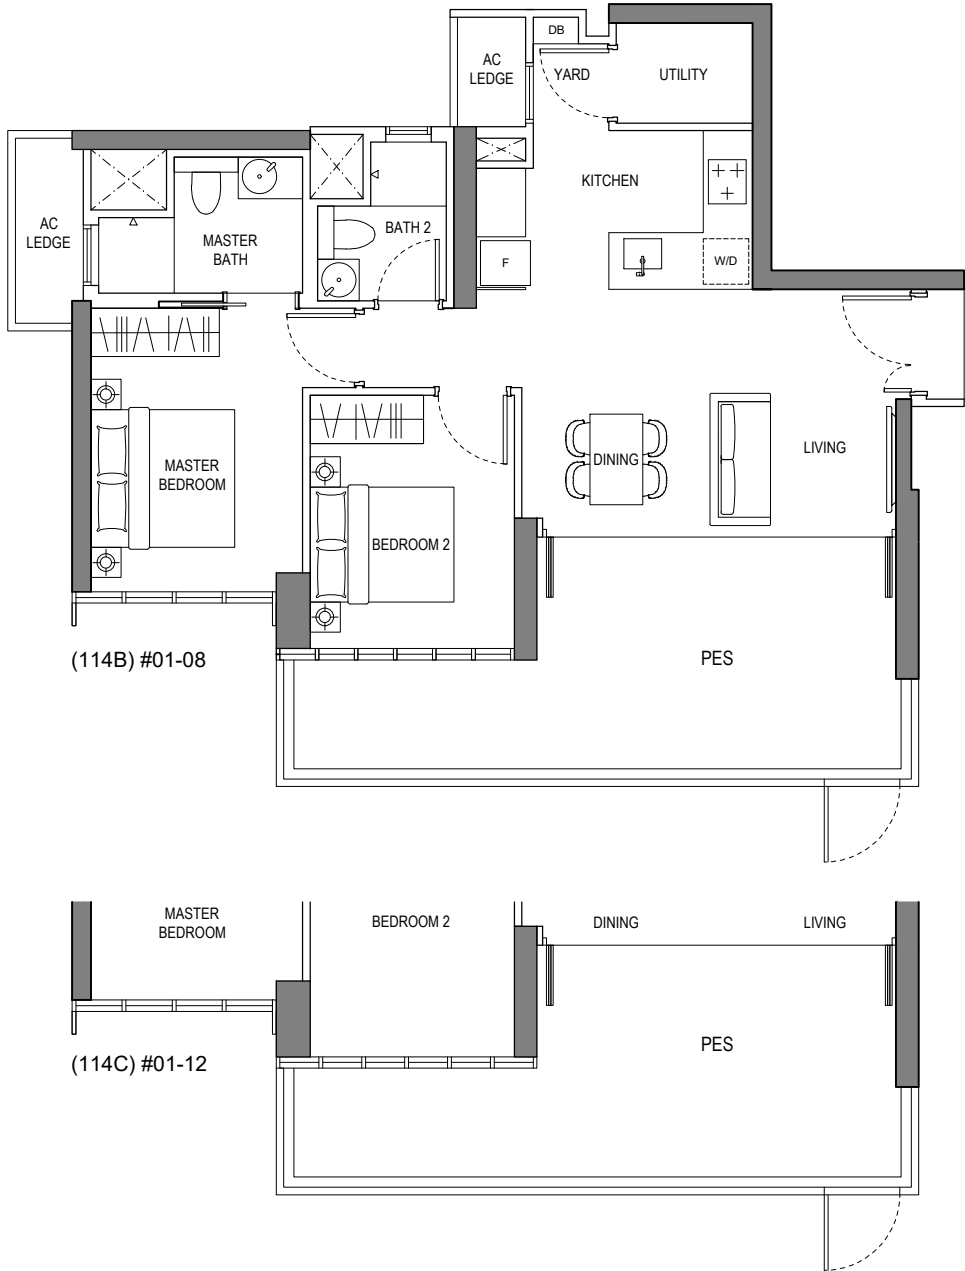 DB
AC
LEDGE
YARD
UTILITY
KITCHEN
AC
LEDGE
MASTER
BATH
BATH 2
F
W/D
MASTER
BEDROOM
DINING
LIVING
BEDROOM 2
(114B) #01-08
PES
MASTER
BEDROOM
BEDROOM 2
DINING
LIVING
(114C) #01-12
PES